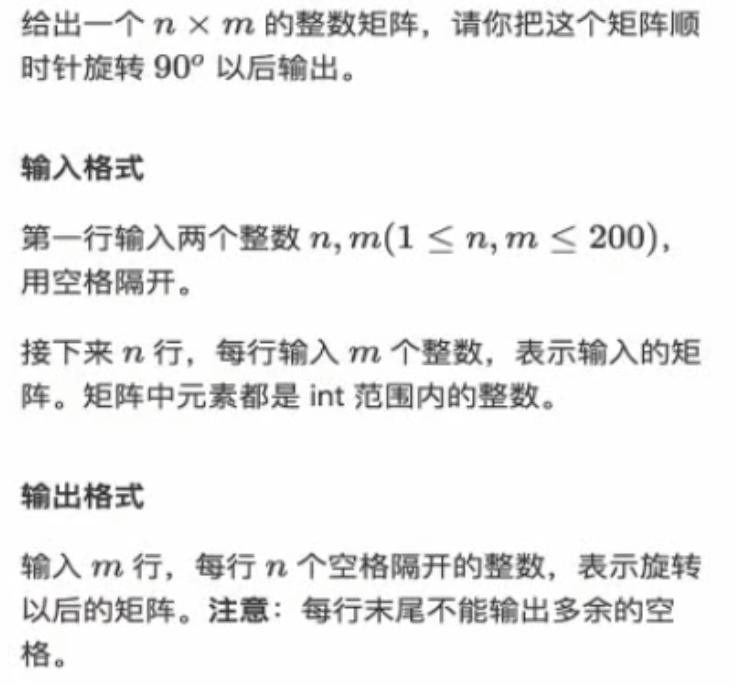 给出一个 n × m 的整数矩阵，请你把这个矩阵顺
时针旋转 90° 以后输出。
输入格式
第一行输入两个整数 n, m(1 ≤ n, m ≤ 200)，
用空格隔开。
接下来 n 行，每行输入 m 个整数，表示输入的矩
阵。矩阵中元素都是 int 范围内的整数。
输出格式
输入 m 行，每行 n 个空格隔开的整数，表示旋转
以后的矩阵。注意：每行末尾不能输出多余的空
格。